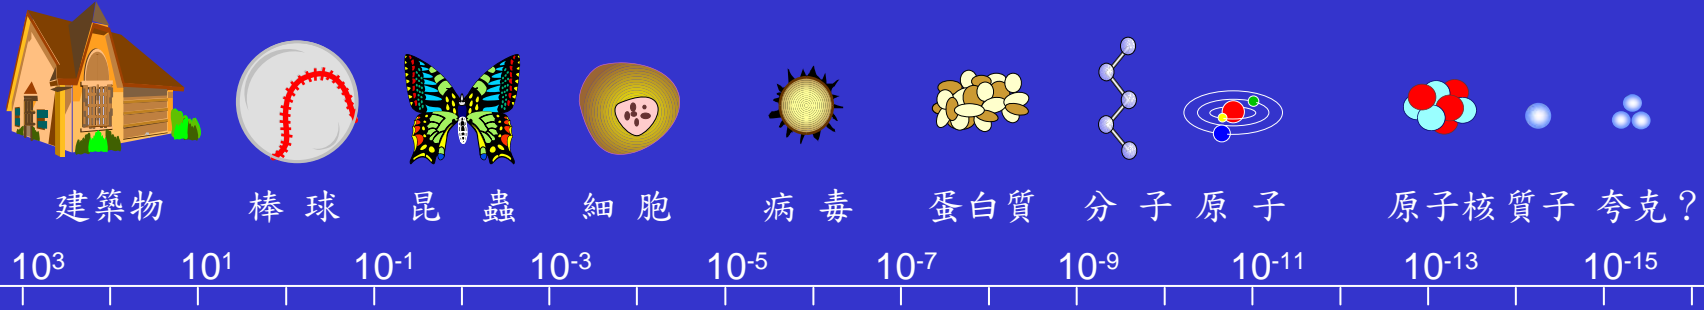 建築物 棒球 昆蟲 細胞 病毒 蛋白質 分子 原子 原子核 質子 夸克？
10³ 10¹ 10⁻¹ 10⁻³ 10⁻⁵ 10⁻⁷ 10⁻⁹ 10⁻¹¹ 10⁻¹³ 10⁻¹⁵